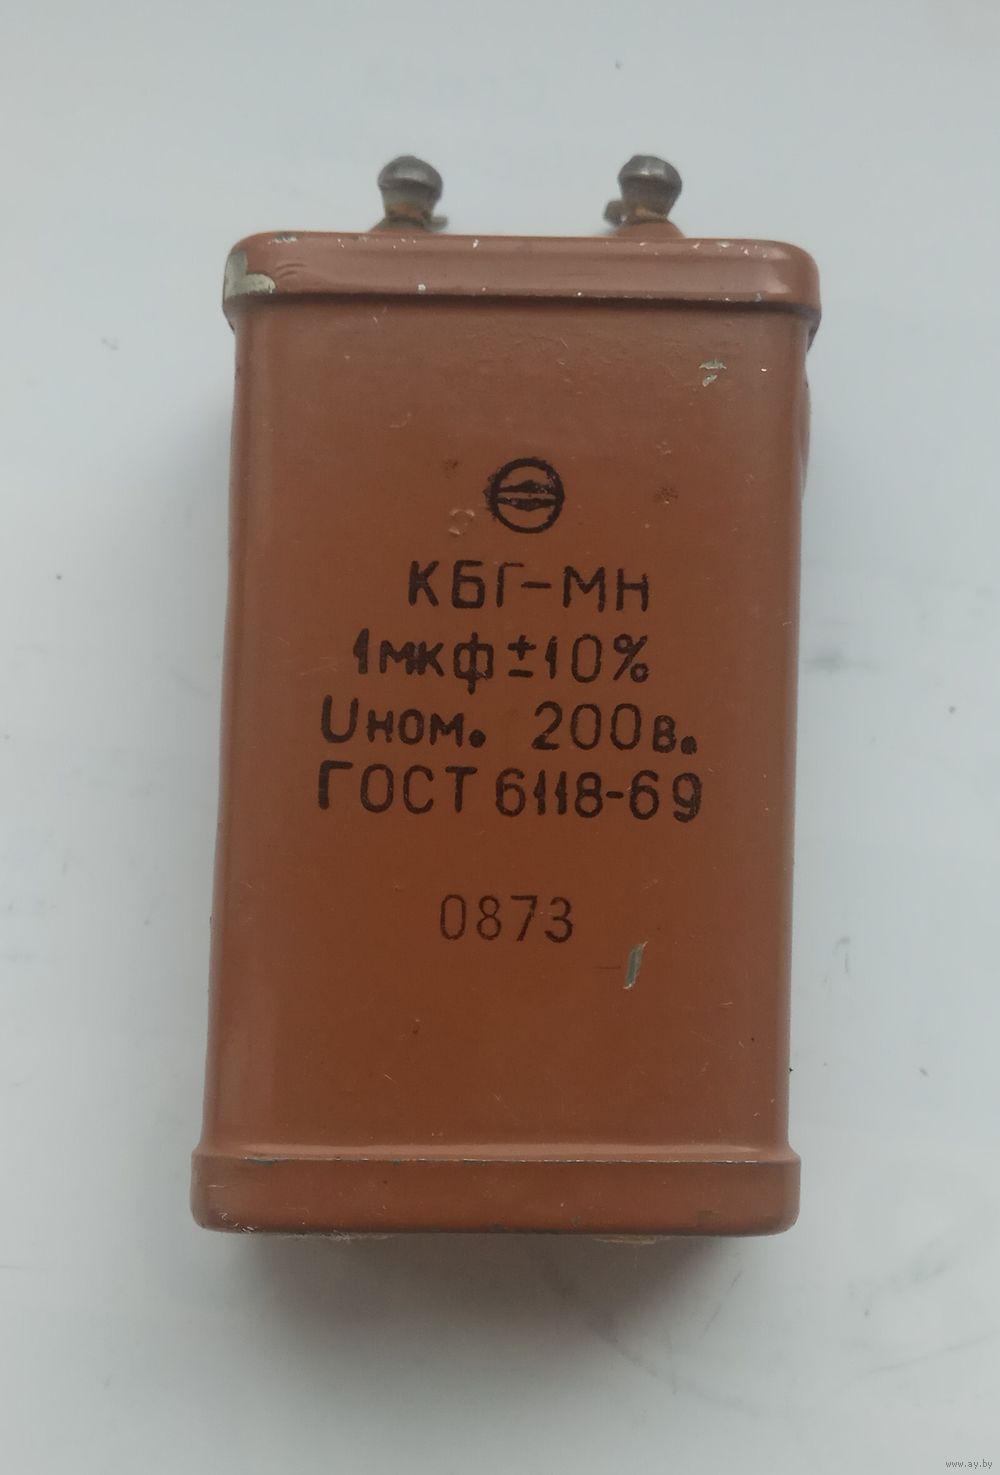 КБГ-МН
1мкф±10%
Uном. 200в.
ГОСТ 6118-69
0873
www.ay.by